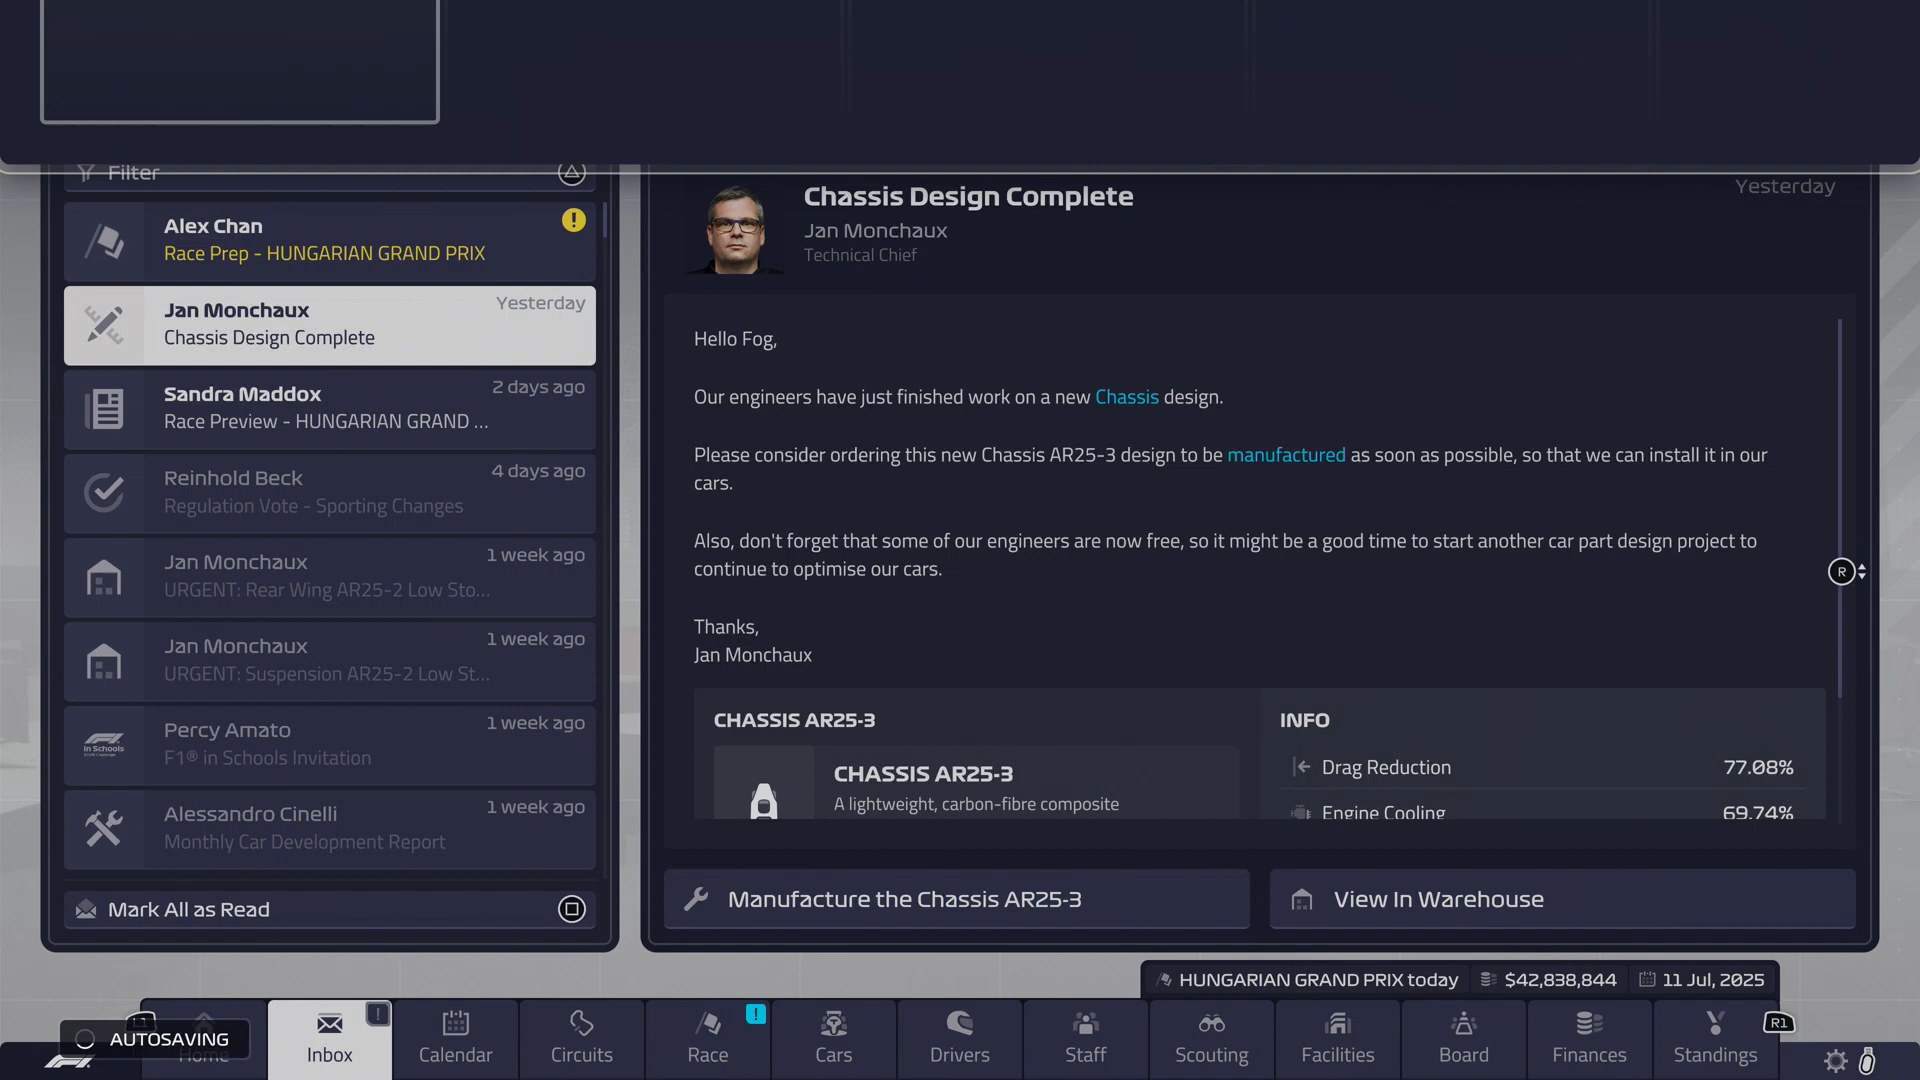 Filter
Alex Chan
Race Prep - HUNGARIAN GRAND PRIX
Jan Monchaux
Yesterday
Chassis Design Complete
Sandra Maddox
2 days ago
Race Preview - HUNGARIAN GRAND ...
Reinhold Beck
4 days ago
Regulation Vote - Sporting Changes
Jan Monchaux
1 week ago
URGENT: Rear Wing AR25-2 Low Sto...
Jan Monchaux
1 week ago
URGENT: Suspension AR25-2 Low St...
Percy Amato
1 week ago
F1® in Schools Invitation
in Schools
Alessandro Cinelli
1 week ago
Monthly Car Development Report
Mark All as Read
Chassis Design Complete
Yesterday
Jan Monchaux
Technical Chief
Hello Fog,
Our engineers have just finished work on a new Chassis design.
Please consider ordering this new Chassis AR25-3 design to be manufactured as soon as possible, so that we can install it in our
cars.
Also, don't forget that some of our engineers are now free, so it might be a good time to start another car part design project to
continue to optimise our cars.
Thanks,
Jan Monchaux
R
CHASSIS AR25-3
CHASSIS AR25-3
A lightweight, carbon-fibre composite
INFO
Drag Reduction 77.08%
Engine Cooling 69.74%
Manufacture the Chassis AR25-3
View In Warehouse
HUNGARIAN GRAND PRIX today
$42,838,844
11 Jul, 2025
L1
AUTOSAVING
Home
Inbox
Calendar
Circuits
Race
Cars
Drivers
Staff
Scouting
Facilities
Board
Finances
Standings
R1